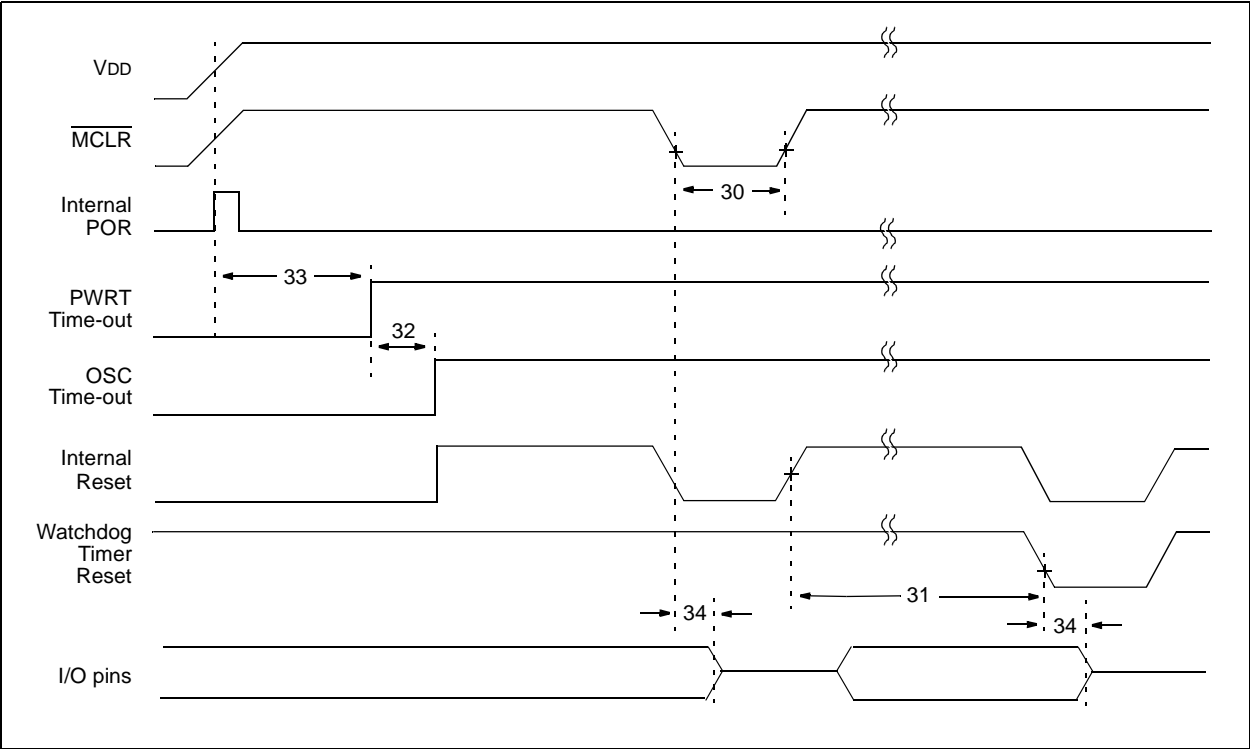 VDD
MCLR
30
Internal
POR
33
PWRT
Time-out
32
OSC
Time-out
Internal
Reset
Watchdog
Timer
Reset
31
34
34
I/O pins